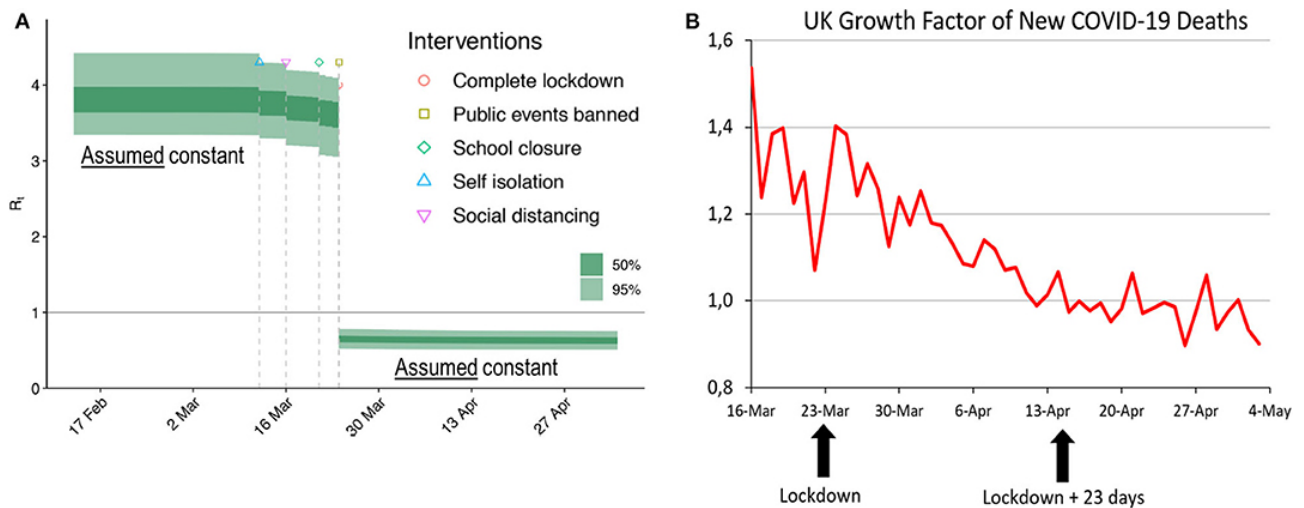 A
Rt
4
3
2
1
0
Interventions
Complete lockdown
Public events banned
School closure
Self isolation
Social distancing
50%
95%
Assumed constant
Assumed constant
17 Feb
2 Mar
16 Mar
30 Mar
13 Apr
27 Apr
B
UK Growth Factor of New COVID-19 Deaths
1,6
1,4
1,2
1,0
0,8
16-Mar
23-Mar
30-Mar
6-Apr
13-Apr
20-Apr
27-Apr
4-May
Lockdown
Lockdown + 23 days